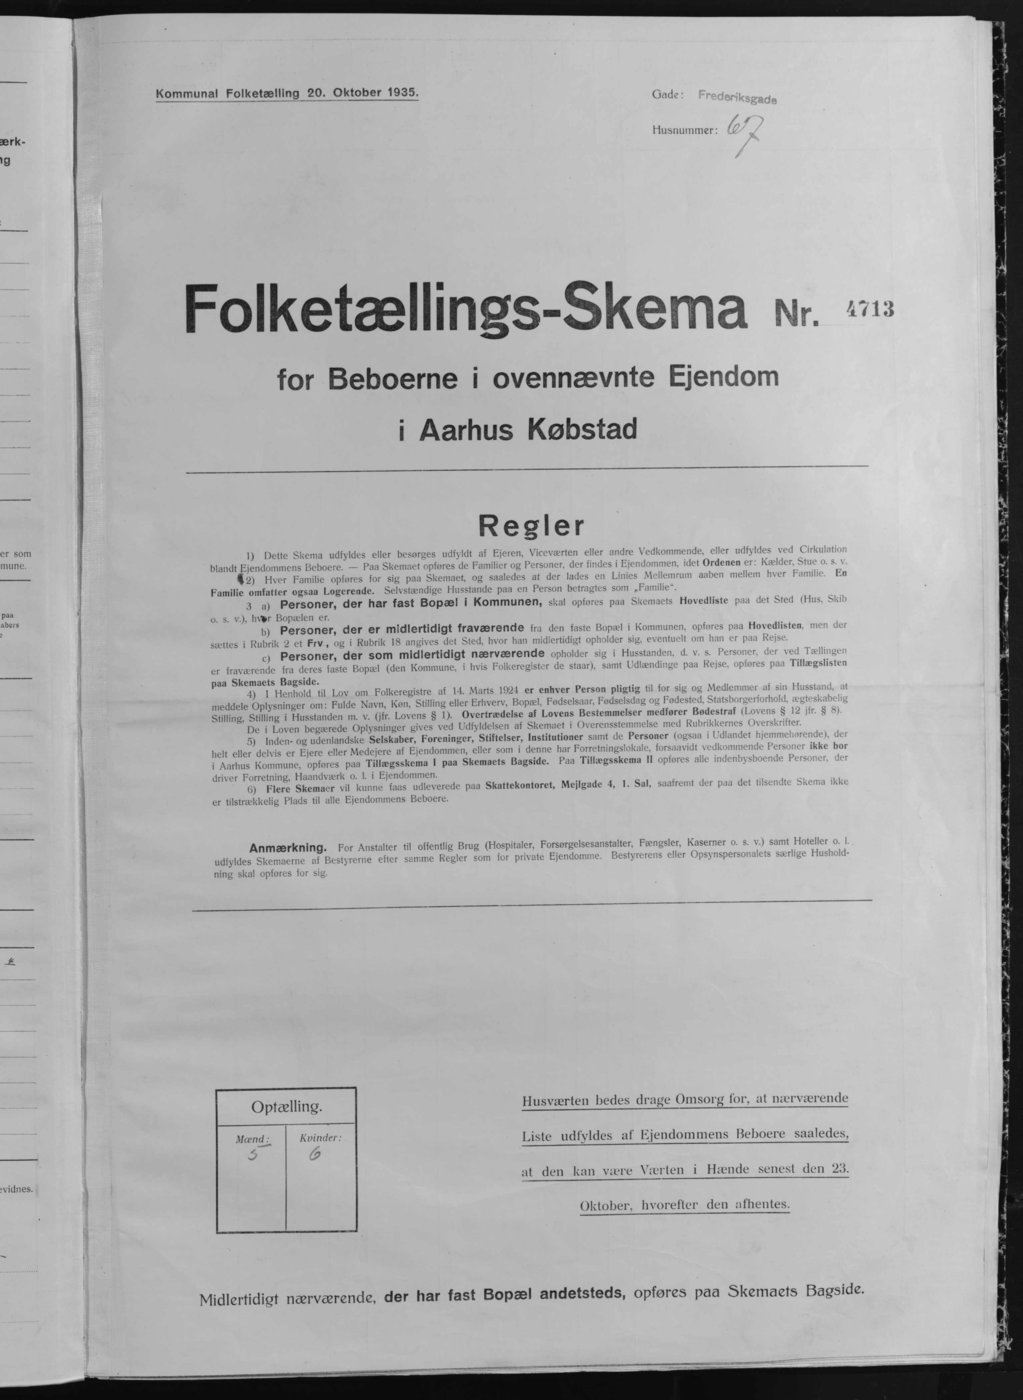 Kommunal Folketælling 20. Oktober 1935.
Gade: Frederiksgade
Husnummer: 67
Folketællings-Skema Nr. 4713
for Beboerne i ovennævnte Ejendom
i Aarhus Købstad
Regler
1) Dette Skema udfyldes eller besørges udfyldt af Ejeren, Viceværten eller andre Vedkommende, eller udfyldes ved Cirkulation
blandt Ejendommens Beboere. — Paa Skemaet opføres de Familier og Personer, der findes i Ejendommen, idet Ordenen er: Kælder, Stue o. s. v.
2) Hver Familie opføres for sig paa Skemaet, og saaledes at der lades en Linies Mellemrum aaben mellem hver Familie. En
Familie omfatter ogsaa Logerende. Selvstændige Husstande paa en Person betragtes som „Familie“.
3 a) Personer, der har fast Bopæl i Kommunen, skal opføres paa Skemaets Hovedliste paa det Sted (Hus, Skib
o. s. v.), hvor Bopælen er.
b) Personer, der er midlertidigt fraværende fra den faste Bopæl i Kommunen, opføres paa Hovedlisten, men der
sættes i Rubrik 2 et Frv, og i Rubrik 18 angives det Sted, hvor han midlertidigt opholder sig, eventuelt om han er paa Rejse.
c) Personer, der som midlertidigt nærværende opholder sig i Husstanden, d. v. s. Personer, der ved Tællingen
er fraværende fra deres faste Bopæl (den Kommune, i hvis Folkeregister de staar), samt Udlændinge paa Rejse, opføres paa Tillægslisten
paa Skemaets Bagside.
4) I Henhold til Lov om Folkeregistre af 14. Marts 1924 er enhver Person pligtig til for sig og Medlemmer af sin Husstand, at
meddele Oplysninger om: Fulde Navn, Køn, Stilling eller Erhverv, Bopæl, Fødselsaar, Fødselsdag og Fødested, Statsborgerforhold, ægteskabelig
Stilling, Stilling i Husstanden m. v. (jfr. Lovens § 1). Overtrædelse af Lovens Bestemmelser medfører Bødestraf (Lovens § 12 jfr. § 8).
De i Loven begærede Oplysninger gives ved Udfyldelsen af Skemaet i Overensstemmelse med Rubrikkernes Overskrifter.
5) Inden- og udenlandske Selskaber, Foreninger, Stiftelser, Institutioner samt de Personer (ogsaa i Udlandet hjemmehørende), der
helt eller delvis er Ejere eller Medejere af Ejendommen, eller som i denne har Forretningslokale, forsaavidt vedkommende Personer ikke bor
i Aarhus Kommune, opføres paa Tillægsskema I paa Skemaets Bagside. Paa Tillægsskema II opføres alle indenbysboende Personer, der
driver Forretning, Haandværk o. l. i Ejendommen.
6) Flere Skemaer vil kunne faas udleverede paa Skattekontoret, Mejlgade 4, 1. Sal, saafremt der paa det tilsendte Skema ikke
er tilstrækkelig Plads til alle Ejendommens Beboere.
Anmærkning. For Anstalter til offentlig Brug (Hospitaler, Forsørgelsesanstalter, Fængsler, Kaserner o. s. v.) samt Hoteller o. l.
udfyldes Skemaerne af Bestyrerne efter samme Regler som for private Ejendomme. Bestyrerens eller Opsynspersonalets særlige Hushold-
ning skal opføres for sig.
Optælling.
Mænd: Kvinder:
5 6
Husværten bedes drage Omsorg for, at nærværende
Liste udfyldes af Ejendommens Beboere saaledes,
at den kan være Værten i Hænde senest den 23.
Oktober, hvorefter den afhentes.
Midlertidigt nærværende, der har fast Bopæl andetsteds, opføres paa Skemaets Bagside.
ærk-
er som
mune.
paa
evidnes.